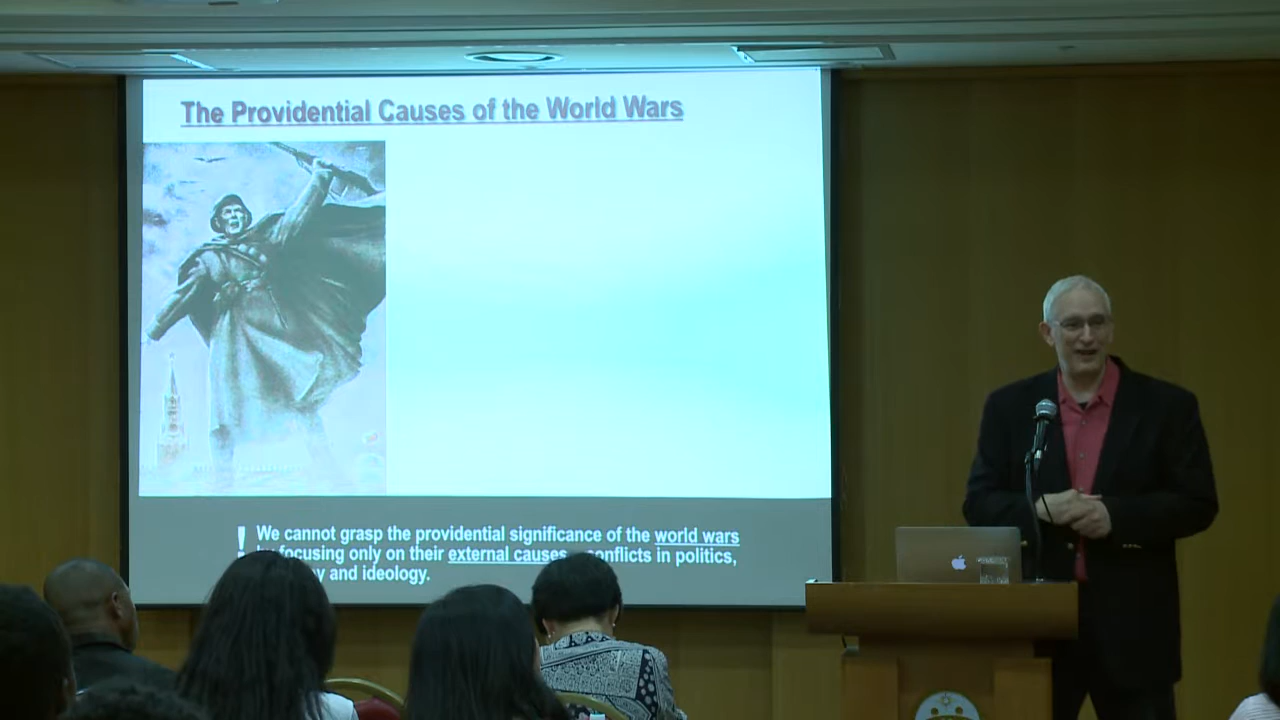 The Providential Causes of the World Wars
! We cannot grasp the providential significance of the world wars
focusing only on their external causes conflicts in politics,
and ideology.